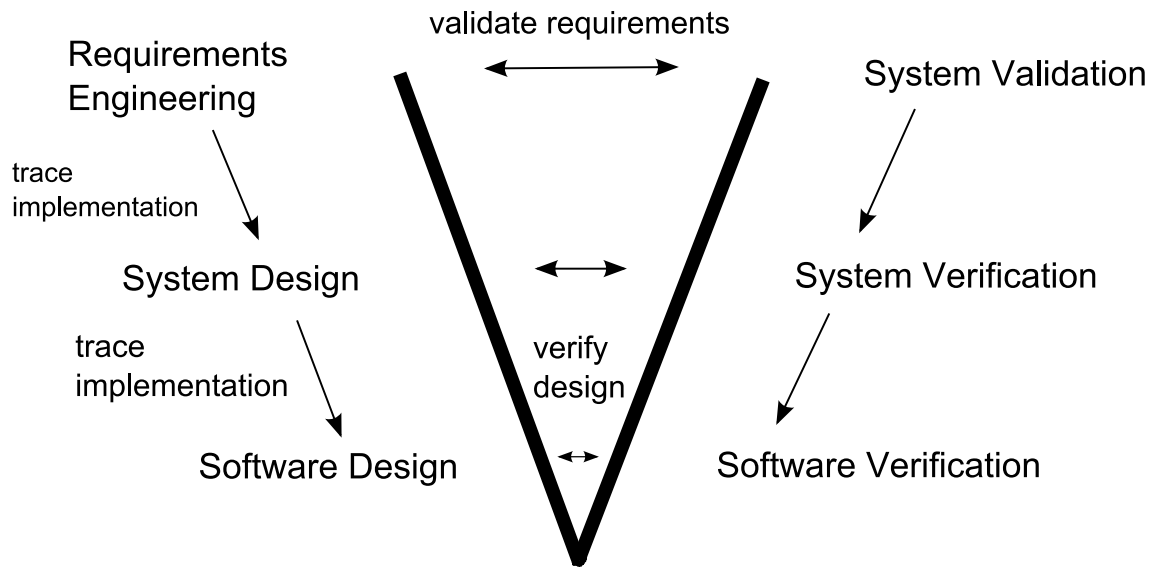 validate requirements
Requirements
Engineering
System Validation
trace
implementation
System Design
System Verification
trace
implementation
verify
design
Software Design
Software Verification